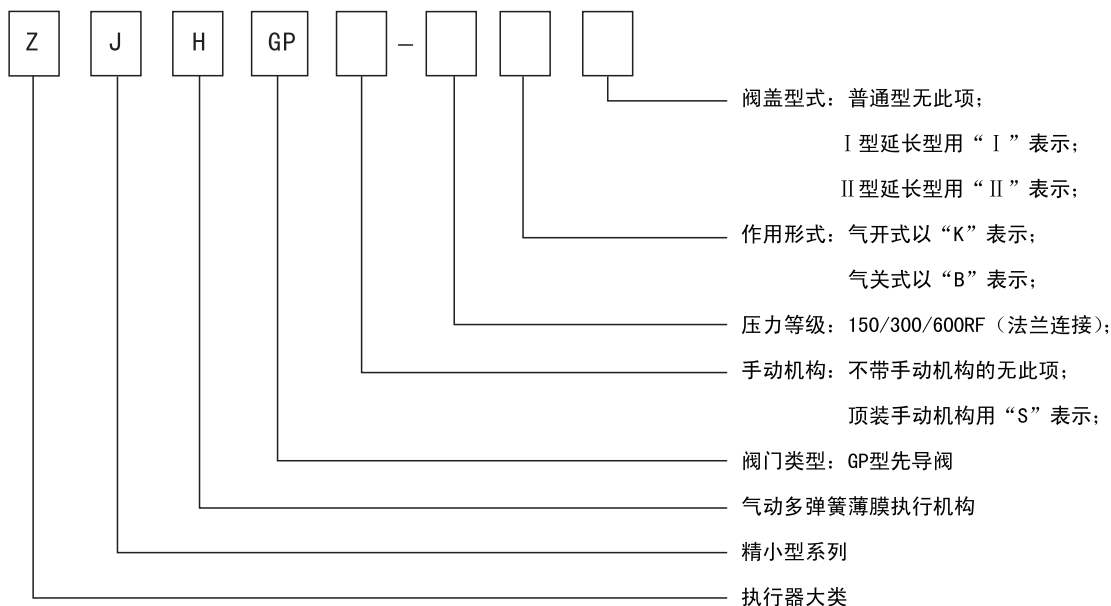 Z J H GP —
阀盖型式：普通型无此项；
Ⅰ型延长型用“Ⅰ”表示；
Ⅱ型延长型用“Ⅱ”表示；
作用形式：气开式以“K”表示；
气关式以“B”表示；
压力等级：150/300/600RF（法兰连接）；
手动机构：不带手动机构的无此项；
顶装手动机构用“S”表示；
阀门类型：GP型先导阀
气动多弹簧薄膜执行机构
精小型系列
执行器大类